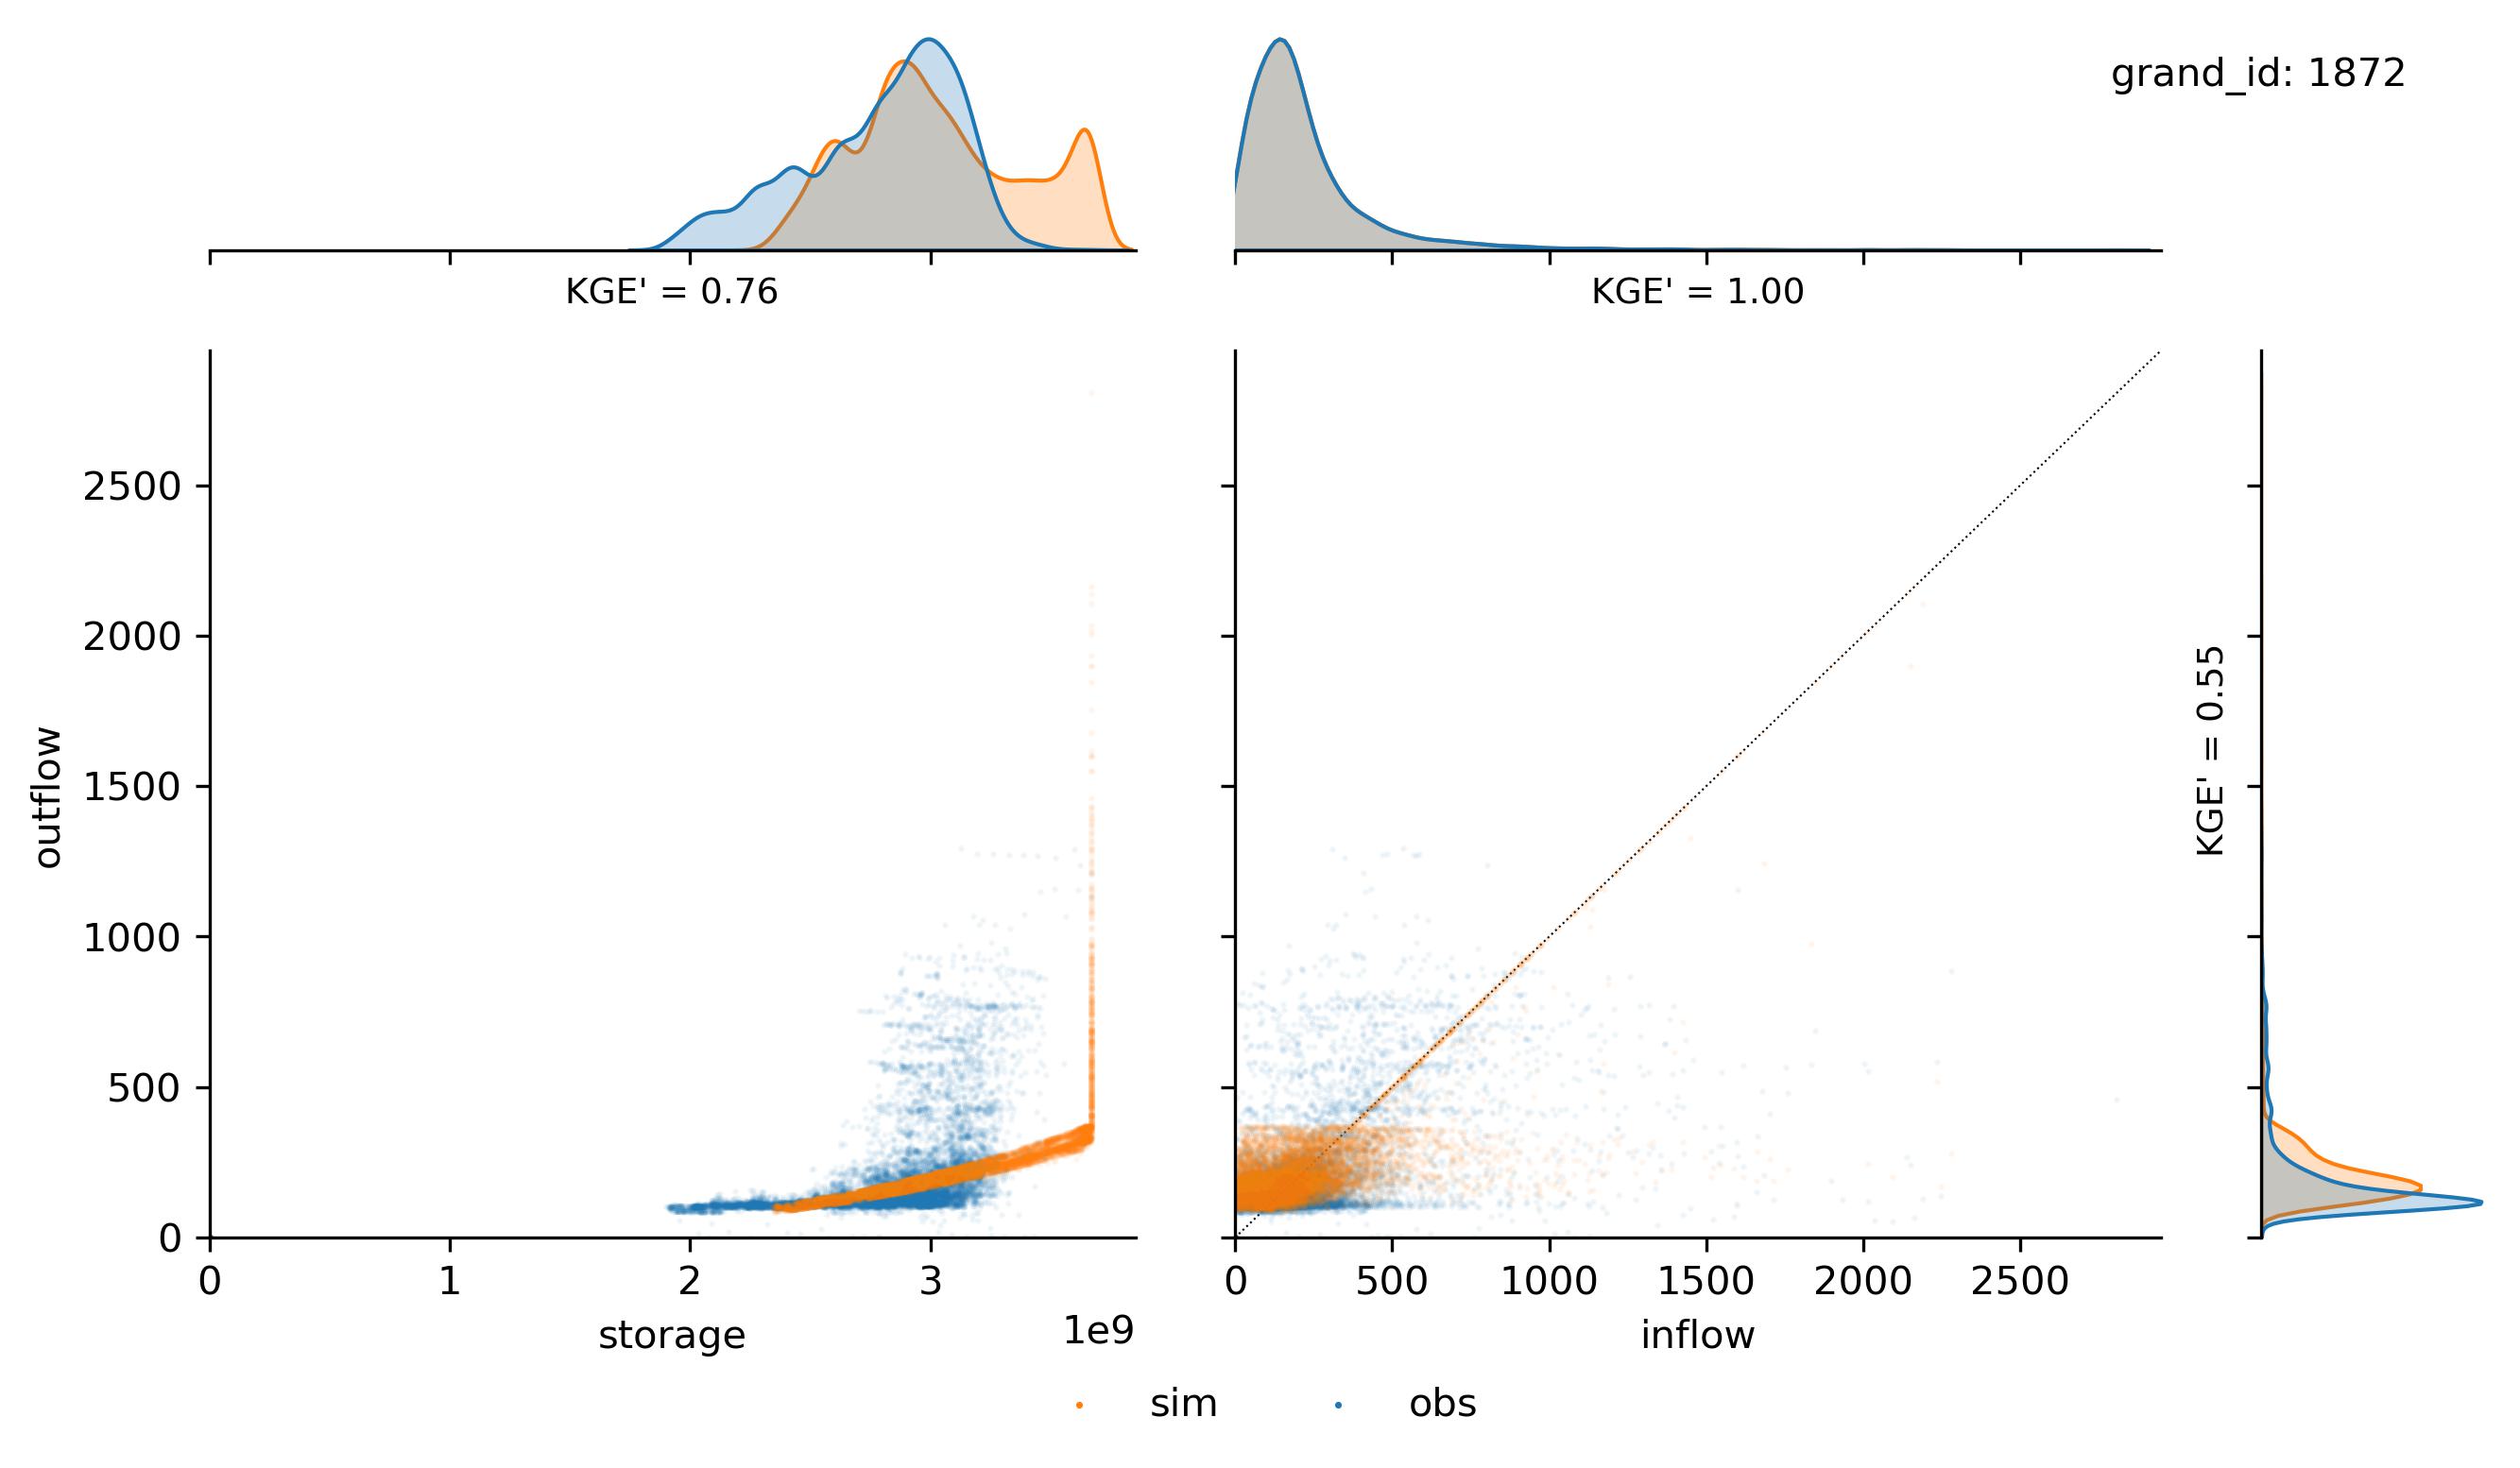 grand_id: 1872
KGE' = 0.76
KGE' = 1.00
outflow
2500
2000
1500
1000
500
0
KGE' = 0.55
0 1 2 3
0 500 1000 1500 2000 2500
storage
1e9
inflow
sim
obs